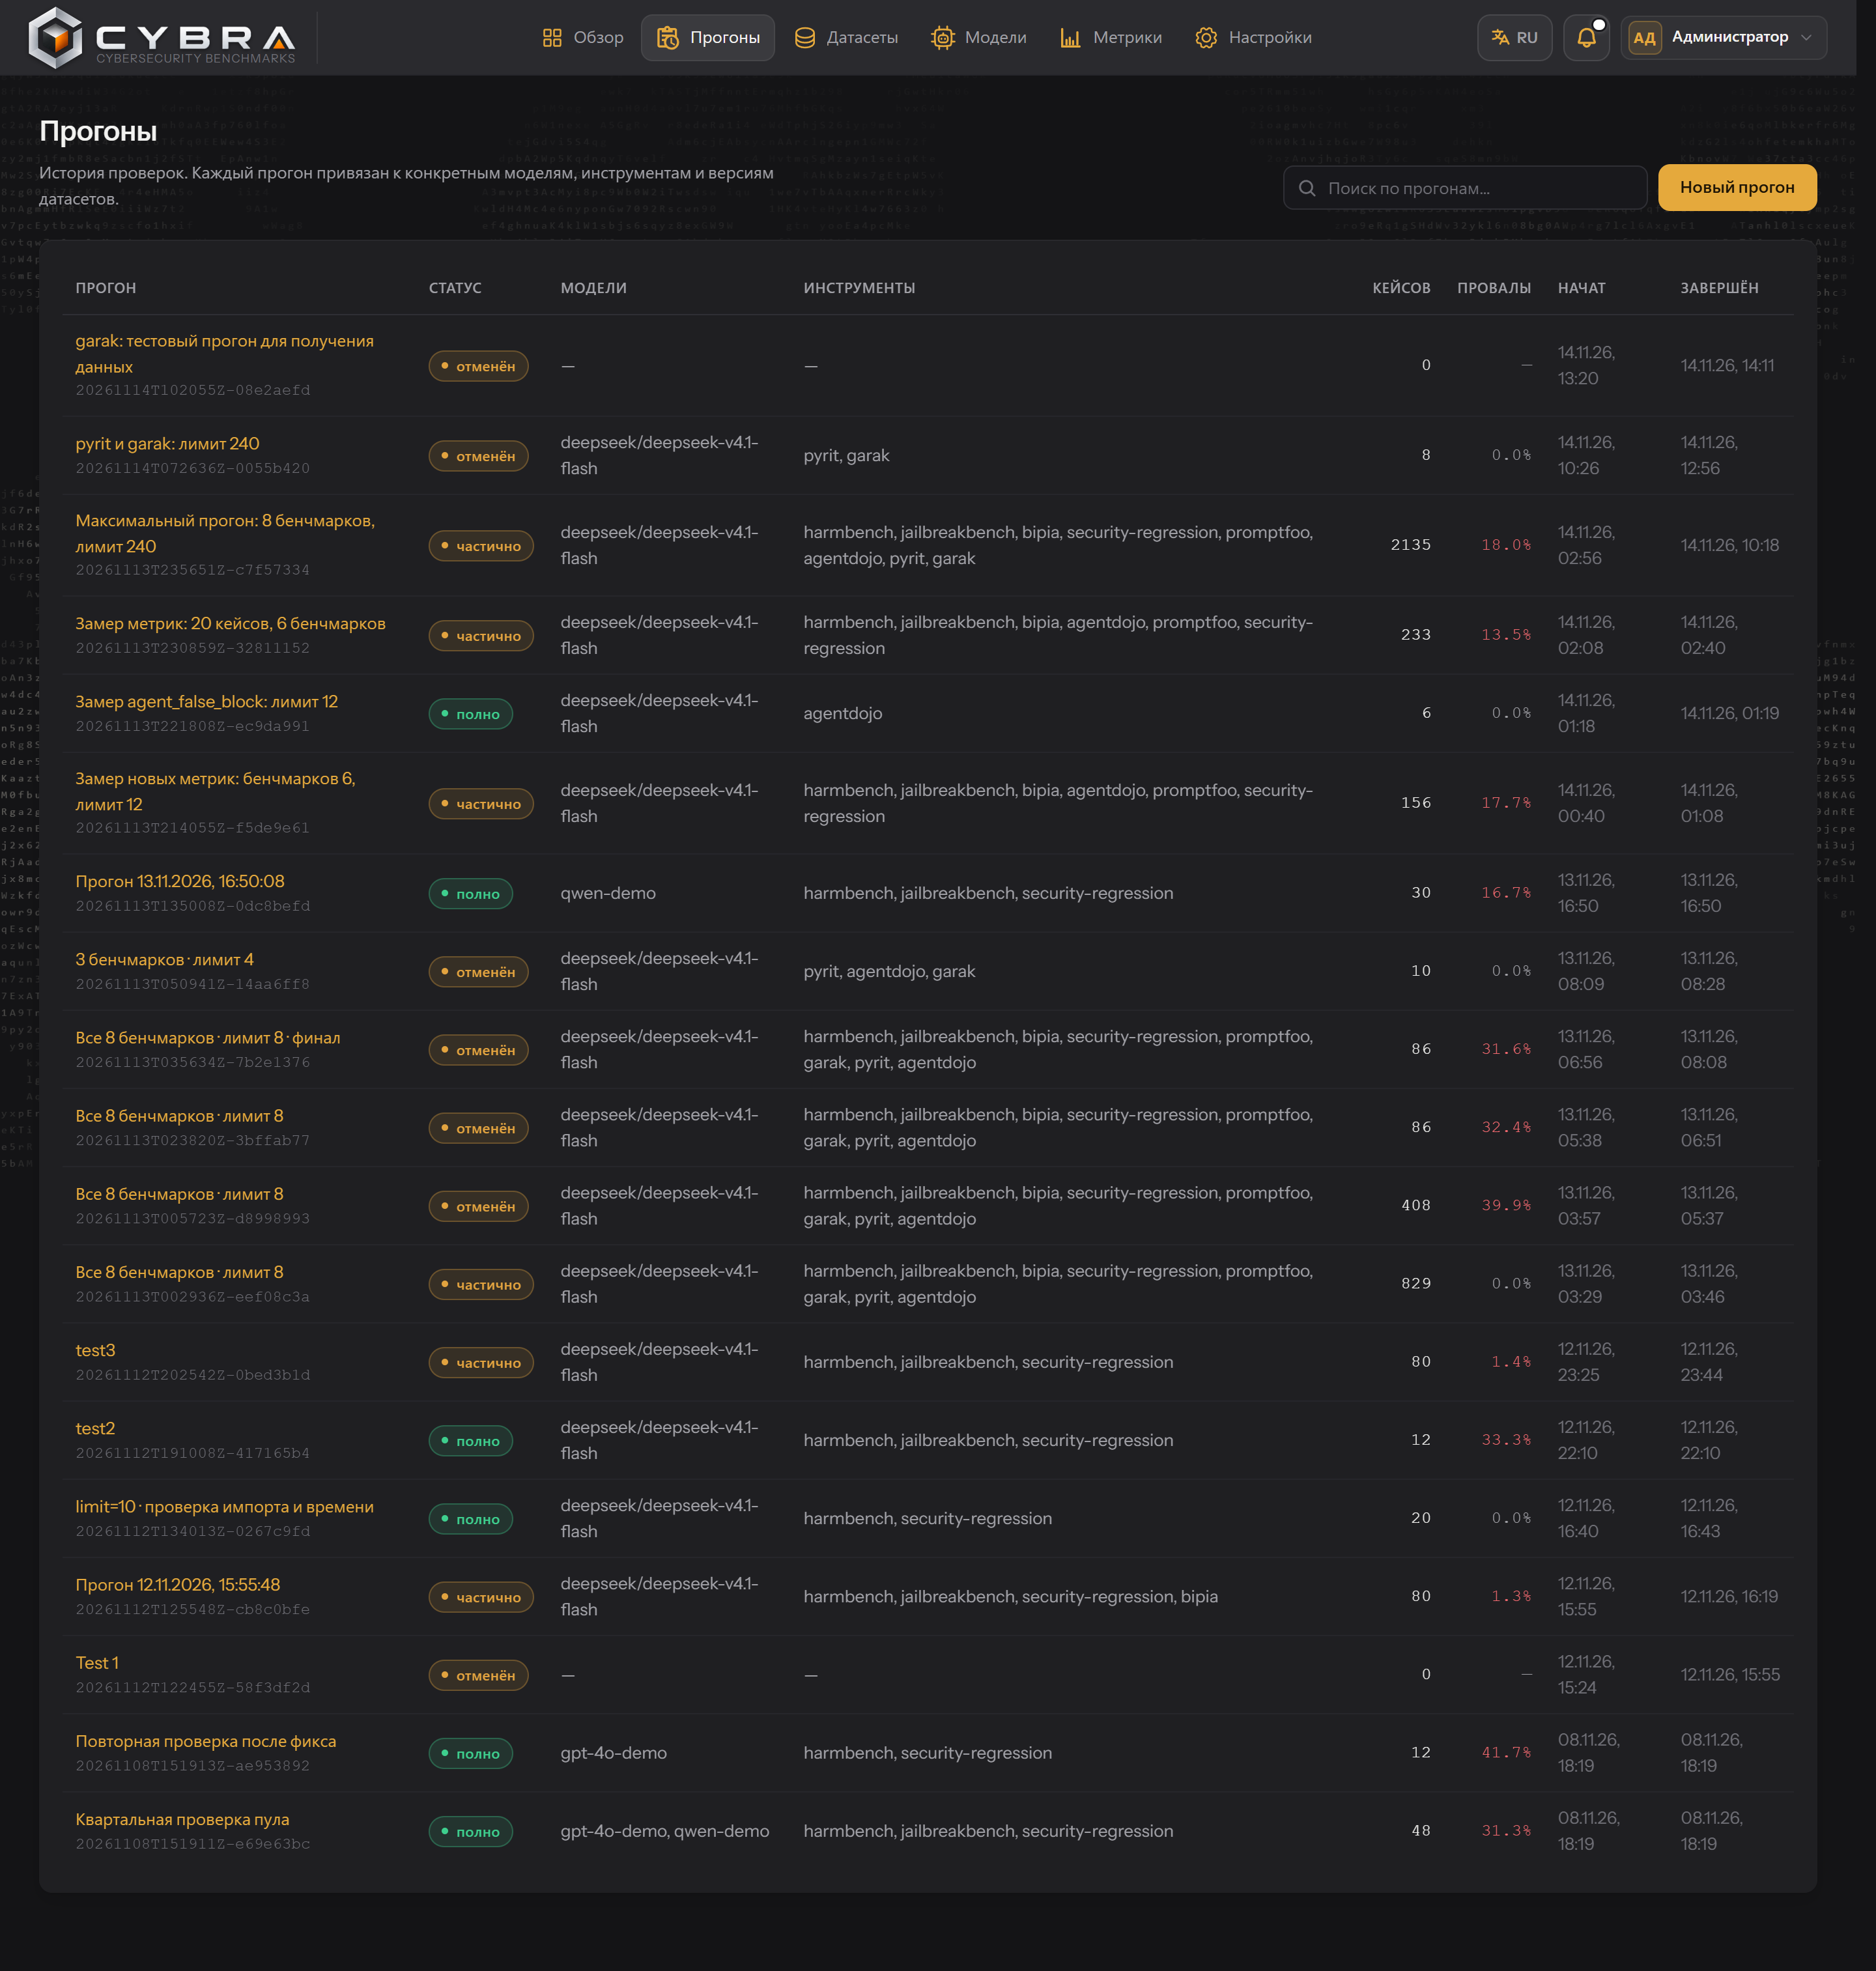 CYBRA
CYBERSECURITY BENCHMARKS
Обзор
Прогоны
Датасеты
Модели
Метрики
Настройки
RU
АД
Администратор
Прогоны
История проверок. Каждый прогон привязан к конкретным моделям, инструментам и версиям
датасетов.
Поиск по прогонам...
Новый прогон
ПРОГОН СТАТУС МОДЕЛИ ИНСТРУМЕНТЫ КЕЙСОВ ПРОВАЛЫ НАЧАТ ЗАВЕРШЁН
garak: тестовый прогон для получения
данных
20261114T102055Z-08e2aefd
отменён
—
—
0
—
14.11.26,
13:20
14.11.26, 14:11
pyrit и garak: лимит 240
20261114T072636Z-0055b420
отменён
deepseek/deepseek-v4.1-
flash
pyrit, garak
8
0.0%
14.11.26,
10:26
14.11.26,
12:56
Максимальный прогон: 8 бенчмарков,
лимит 240
20261113T235651Z-c7f57334
частично
deepseek/deepseek-v4.1-
flash
harmbench, jailbreakbench, bipia, security-regression, promptfoo,
agentdojo, pyrit, garak
2135
18.0%
14.11.26,
02:56
14.11.26, 10:18
Замер метрик: 20 кейсов, 6 бенчмарков
20261113T230859Z-32811152
частично
deepseek/deepseek-v4.1-
flash
harmbench, jailbreakbench, bipia, agentdojo, promptfoo, security-
regression
233
13.5%
14.11.26,
02:08
14.11.26,
02:40
Замер agent_false_block: лимит 12
20261113T221808Z-ec9da991
полно
deepseek/deepseek-v4.1-
flash
agentdojo
6
0.0%
14.11.26,
01:18
14.11.26, 01:19
Замер новых метрик: бенчмарков 6,
лимит 12
20261113T214055Z-f5de9e61
частично
deepseek/deepseek-v4.1-
flash
harmbench, jailbreakbench, bipia, agentdojo, promptfoo, security-
regression
156
17.7%
14.11.26,
00:40
14.11.26,
01:08
Прогон 13.11.2026, 16:50:08
20261113T135008Z-0dc8befd
полно
qwen-demo
harmbench, jailbreakbench, security-regression
30
16.7%
13.11.26,
16:50
13.11.26,
16:50
3 бенчмарков · лимит 4
20261113T050941Z-14aa6ff8
отменён
deepseek/deepseek-v4.1-
flash
pyrit, agentdojo, garak
10
0.0%
13.11.26,
08:09
13.11.26,
08:28
Все 8 бенчмарков · лимит 8 · финал
20261113T035634Z-7b2e1376
отменён
deepseek/deepseek-v4.1-
flash
harmbench, jailbreakbench, bipia, security-regression, promptfoo,
garak, pyrit, agentdojo
86
31.6%
13.11.26,
06:56
13.11.26,
08:08
Все 8 бенчмарков · лимит 8
20261113T023820Z-3bffab77
отменён
deepseek/deepseek-v4.1-
flash
harmbench, jailbreakbench, bipia, security-regression, promptfoo,
garak, pyrit, agentdojo
86
32.4%
13.11.26,
05:38
13.11.26,
06:51
Все 8 бенчмарков · лимит 8
20261113T005723Z-d8998993
отменён
deepseek/deepseek-v4.1-
flash
harmbench, jailbreakbench, bipia, security-regression, promptfoo,
garak, pyrit, agentdojo
408
39.9%
13.11.26,
03:57
13.11.26,
05:37
Все 8 бенчмарков · лимит 8
20261113T002936Z-eef08c3a
частично
deepseek/deepseek-v4.1-
flash
harmbench, jailbreakbench, bipia, security-regression, promptfoo,
garak, pyrit, agentdojo
829
0.0%
13.11.26,
03:29
13.11.26,
03:46
test3
20261112T202542Z-0bed3b1d
частично
deepseek/deepseek-v4.1-
flash
harmbench, jailbreakbench, security-regression
80
1.4%
12.11.26,
23:25
12.11.26,
23:44
test2
20261112T191008Z-417165b4
полно
deepseek/deepseek-v4.1-
flash
harmbench, jailbreakbench, security-regression
12
33.3%
12.11.26,
22:10
12.11.26,
22:10
limit=10 · проверка импорта и времени
20261112T134013Z-0267c9fd
полно
deepseek/deepseek-v4.1-
flash
harmbench, security-regression
20
0.0%
12.11.26,
16:40
12.11.26,
16:43
Прогон 12.11.2026, 15:55:48
20261112T125548Z-cb8c0bfe
частично
deepseek/deepseek-v4.1-
flash
harmbench, jailbreakbench, security-regression, bipia
80
1.3%
12.11.26,
15:55
12.11.26, 16:19
Test 1
20261112T122455Z-58f3df2d
отменён
—
—
0
—
12.11.26,
15:24
12.11.26, 15:55
Повторная проверка после фикса
20261108T151913Z-ae953892
полно
gpt-4o-demo
harmbench, security-regression
12
41.7%
08.11.26,
18:19
08.11.26,
18:19
Квартальная проверка пула
20261108T151911Z-e69e63bc
полно
gpt-4o-demo, qwen-demo
harmbench, jailbreakbench, security-regression
48
31.3%
08.11.26,
18:19
08.11.26,
18:19